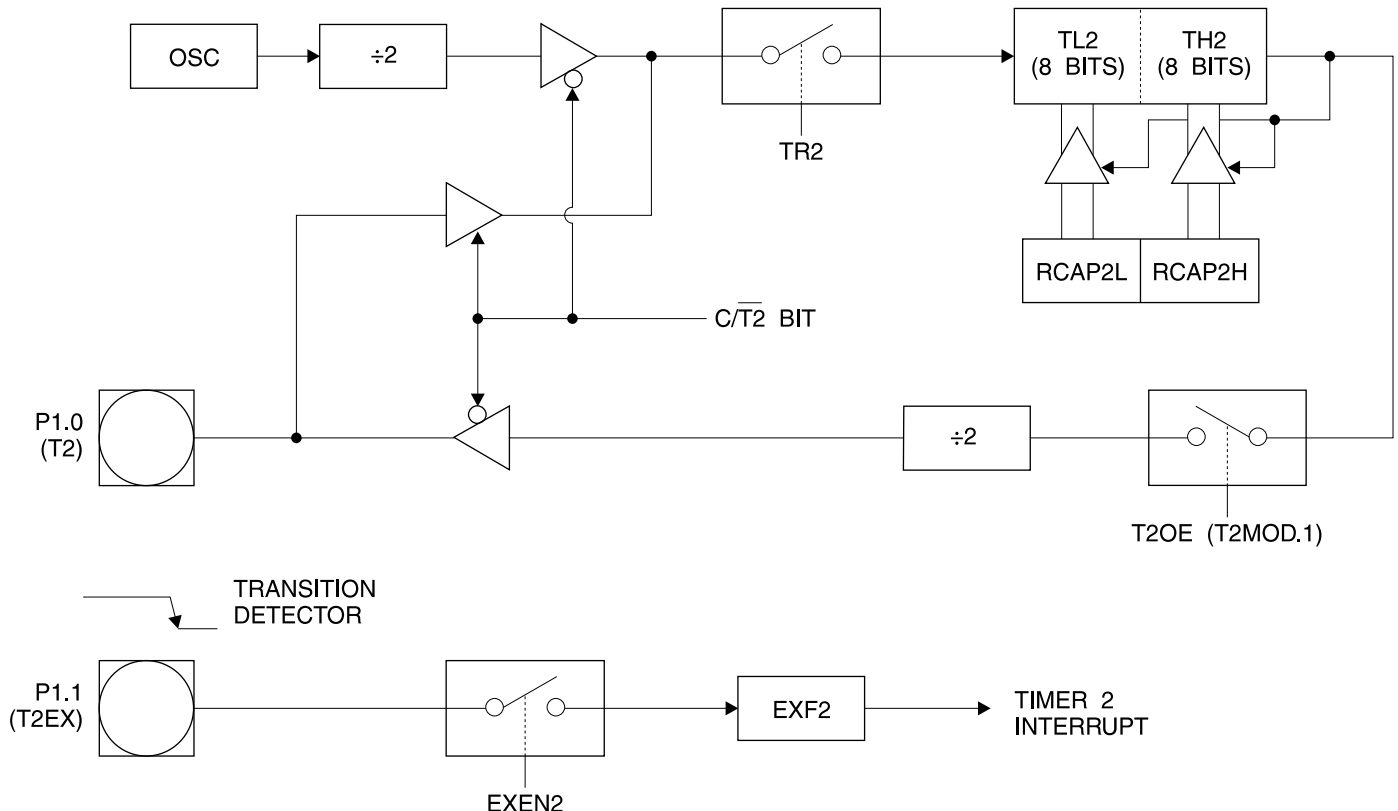 OSC
÷2
TL2
(8 BITS)
TH2
(8 BITS)
TR2
RCAP2L
RCAP2H
C/T2̅ BIT
P1.0
(T2)
÷2
T2OE (T2MOD.1)
TRANSITION
DETECTOR
P1.1
(T2EX)
EXF2
TIMER 2
INTERRUPT
EXEN2